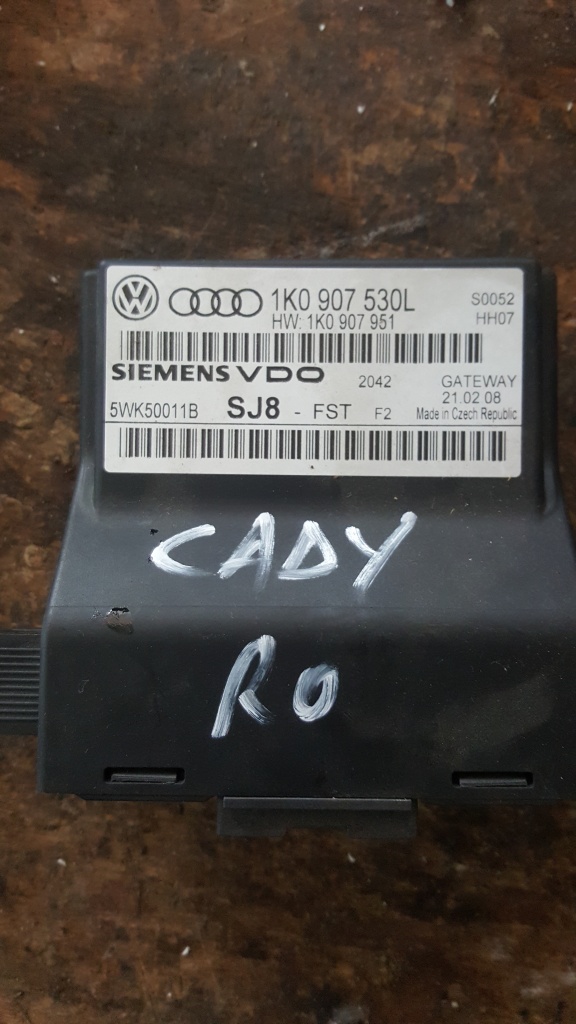 1K0 907 530L S0052
HW: 1K0 907 951 HH07
SIEMENS VDO 2042 GATEWAY
21.02 08
5WK50011B SJ8 - FST F2 Made in Czech Republic
CADY
RO